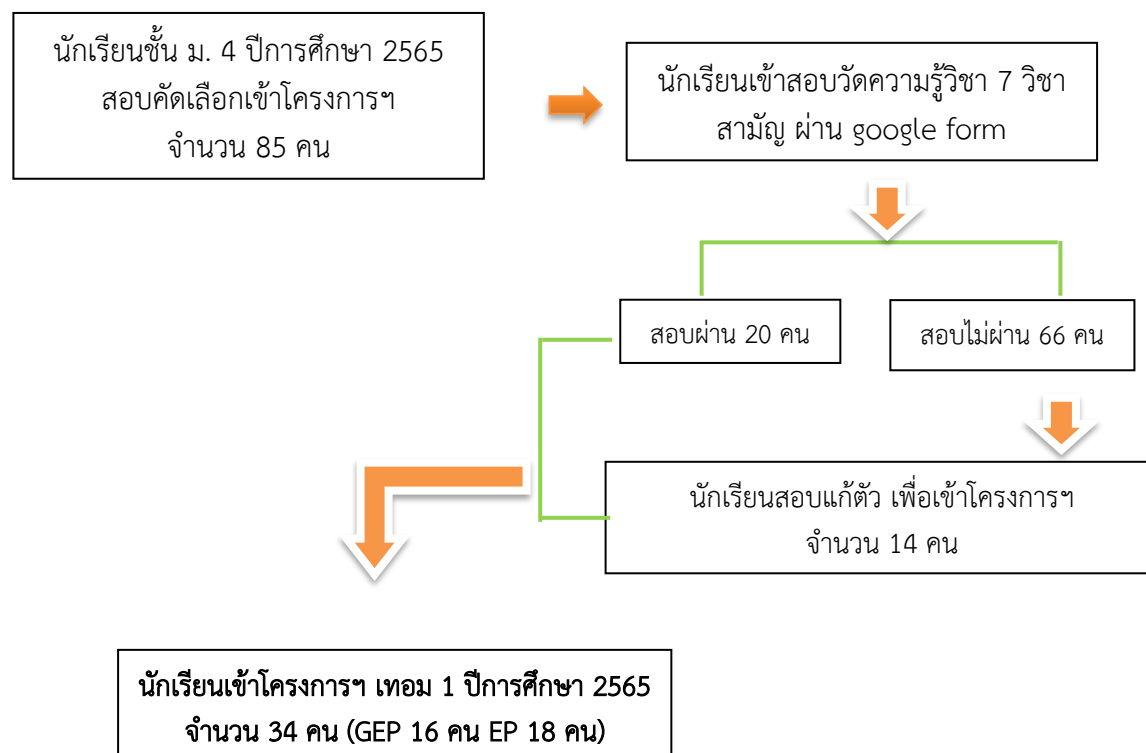 นักเรียนชั้น ม. 4 ปีการศึกษา 2565
สอบคัดเลือกเข้าโครงการฯ
จำนวน 85 คน
นักเรียนเข้าสอบวัดความรู้วิชา 7 วิชา
สามัญ ผ่าน google form
สอบผ่าน 20 คน
สอบไม่ผ่าน 66 คน
นักเรียนสอบแก้ตัว เพื่อเข้าโครงการฯ
จำนวน 14 คน
นักเรียนเข้าโครงการฯ เทอม 1 ปีการศึกษา 2565
จำนวน 34 คน (GEP 16 คน EP 18 คน)